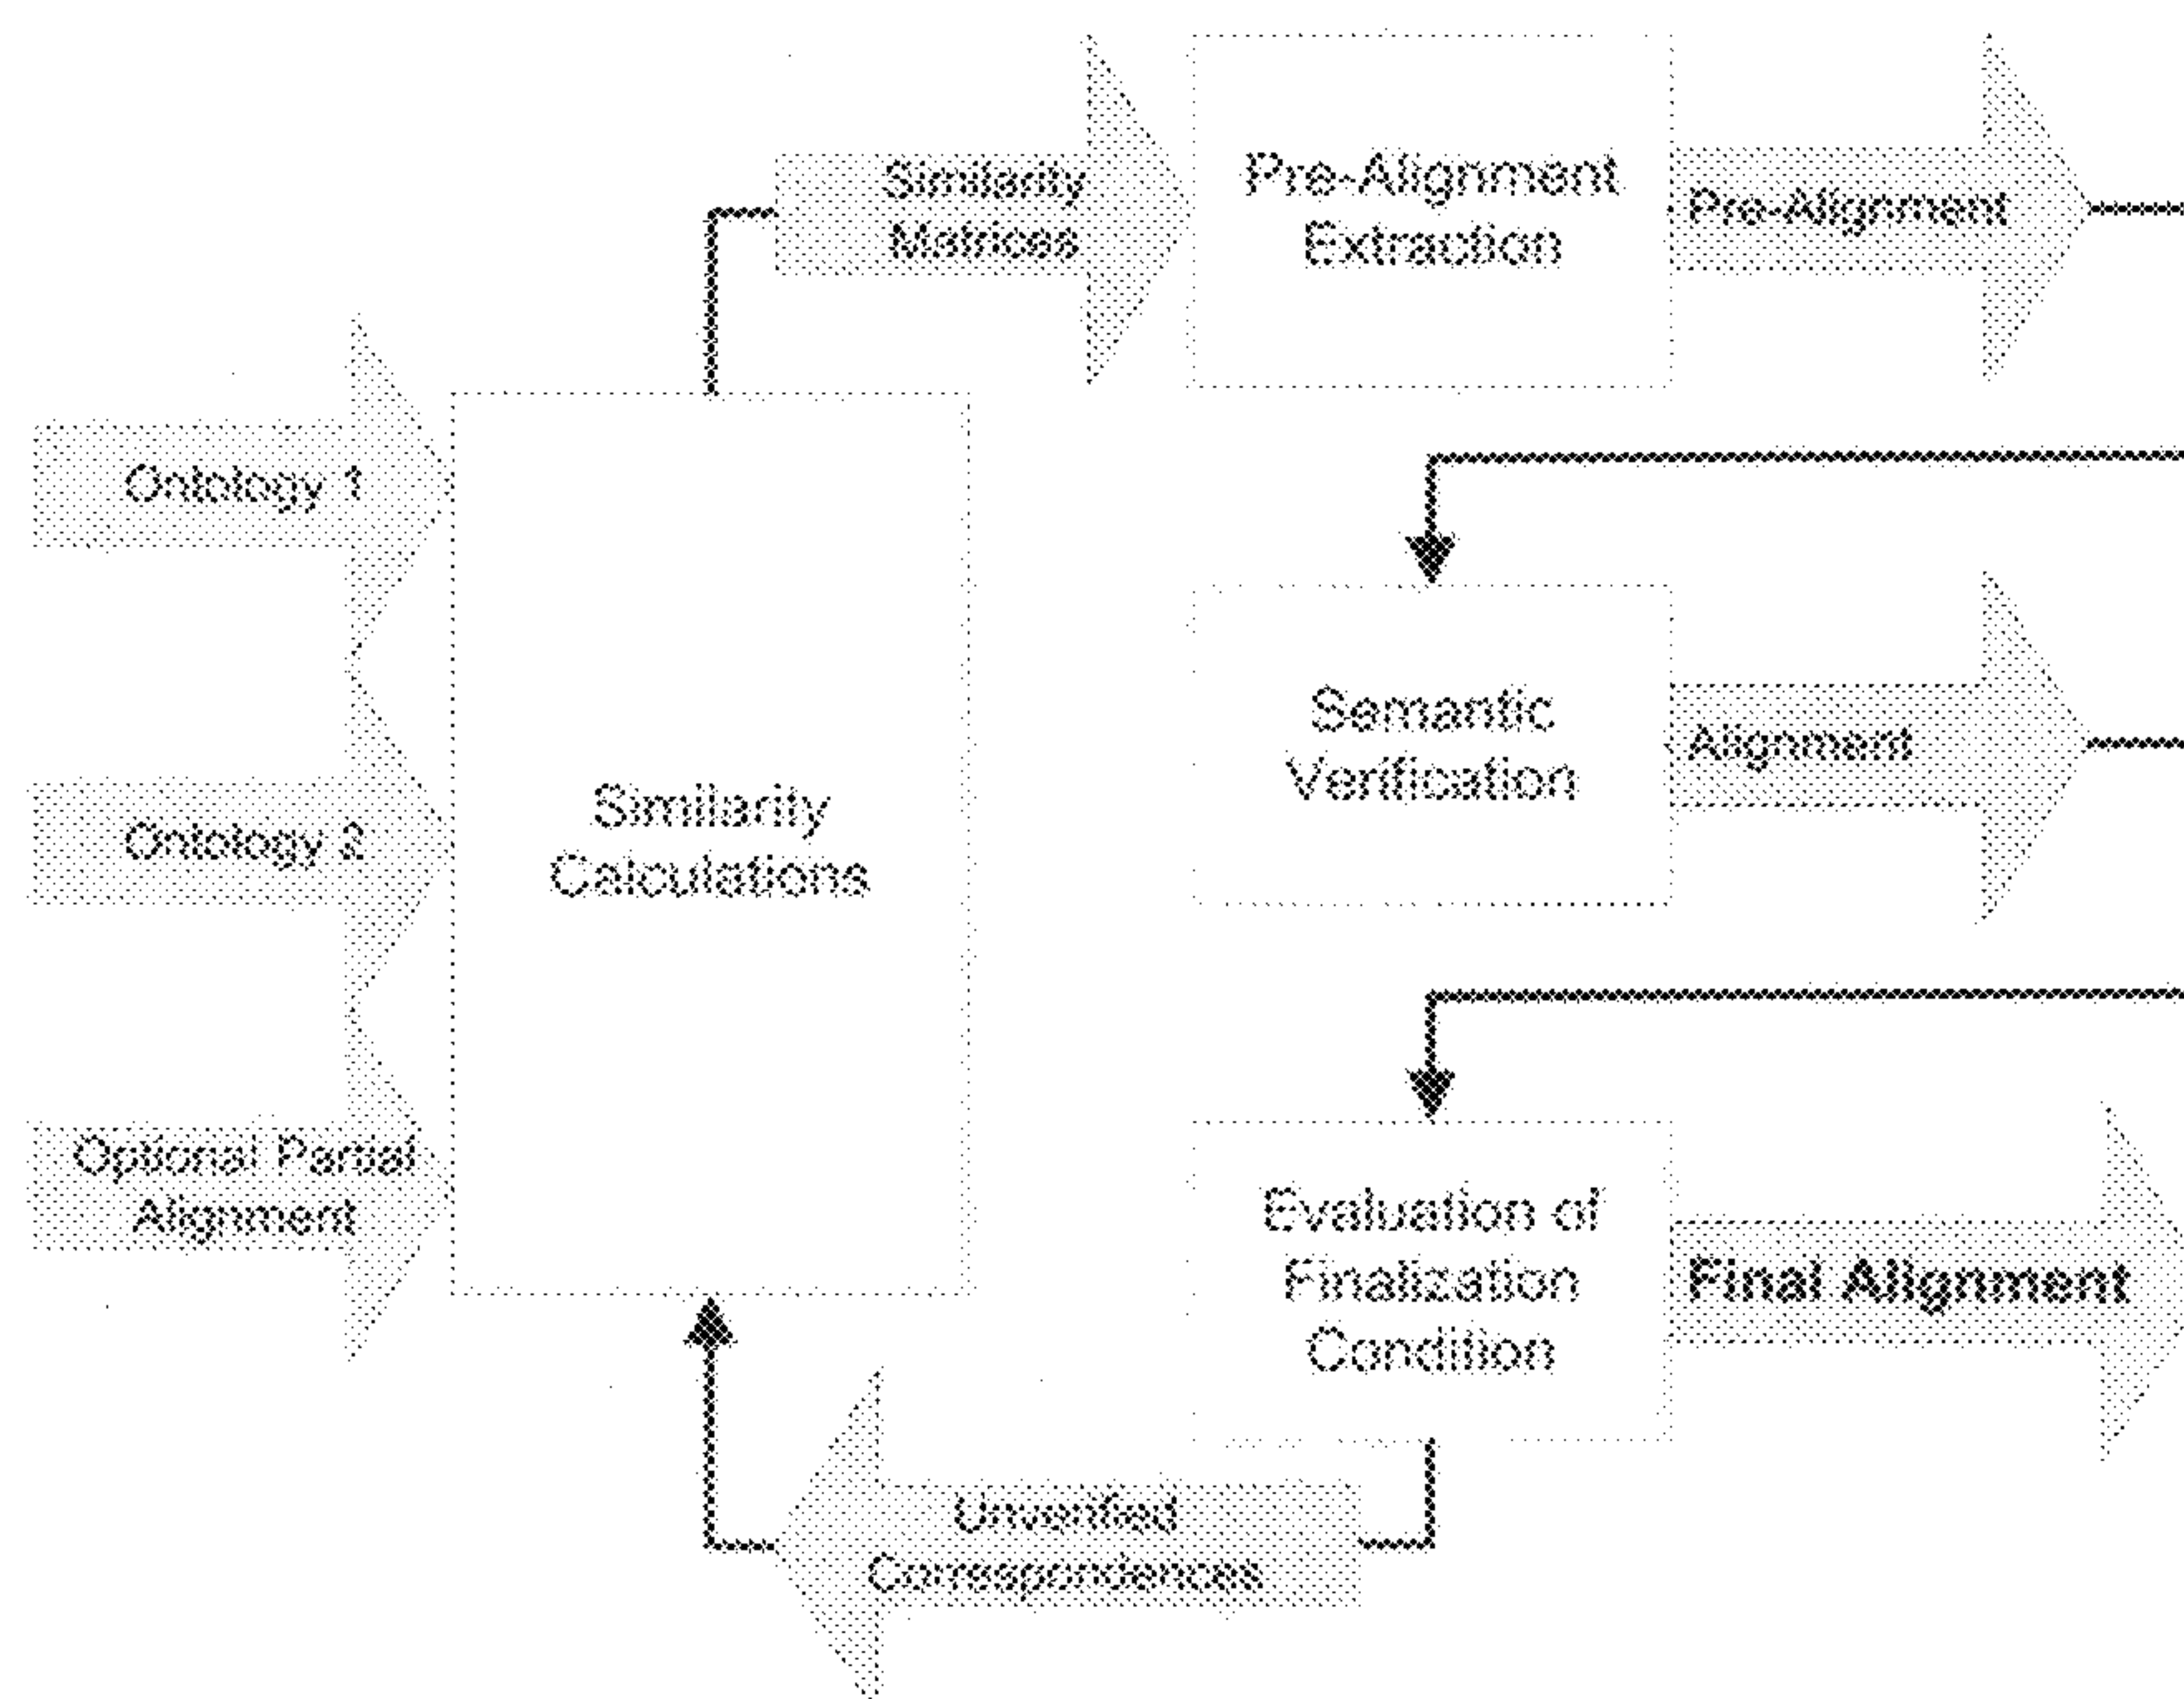 Similarity
Matrices
Pre-Alignment
Extraction
Pre-Alignment
Ontology 1
Ontology 2
Optional Partial
Alignment
Similarity
Calculations
Semantic
Verification
Alignment
Evaluation of
Finalization
Condition
Final Alignment
Unverified
Correspondences